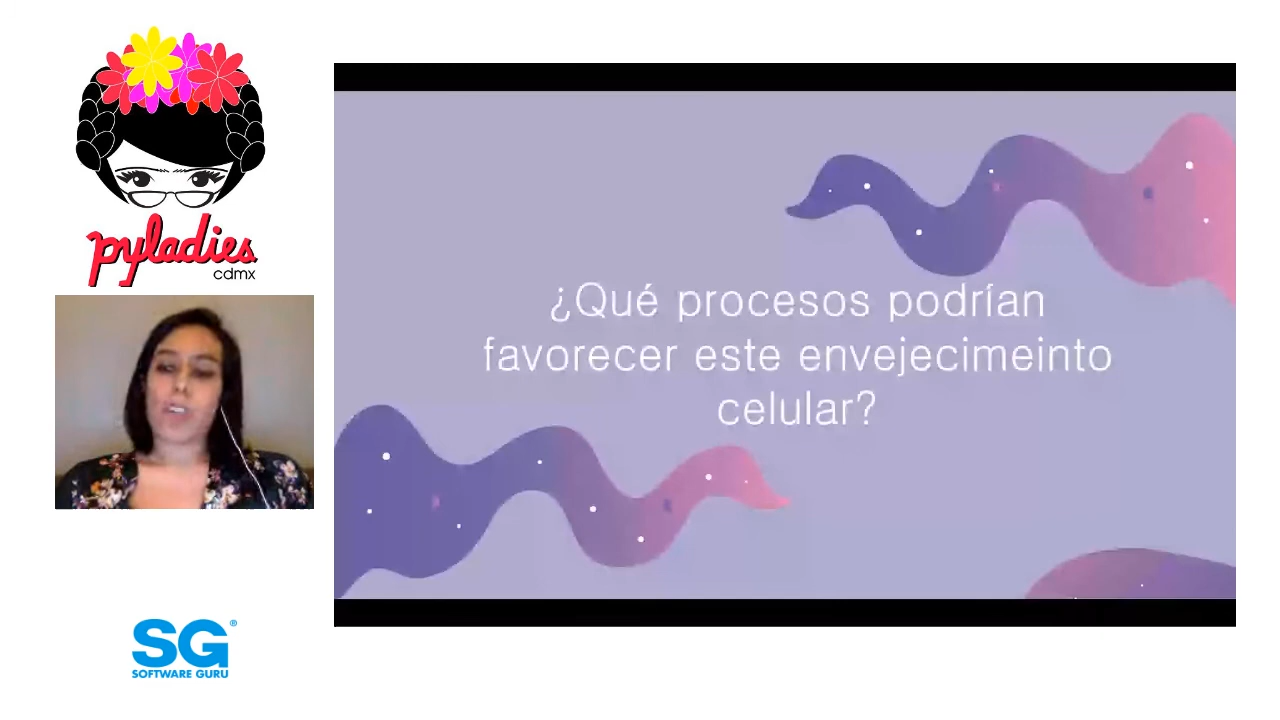 pyladies
cdmx
¿Qué procesos podrían
favorecer este envejecimeinto
celular?
SG®
SOFTWARE GURU